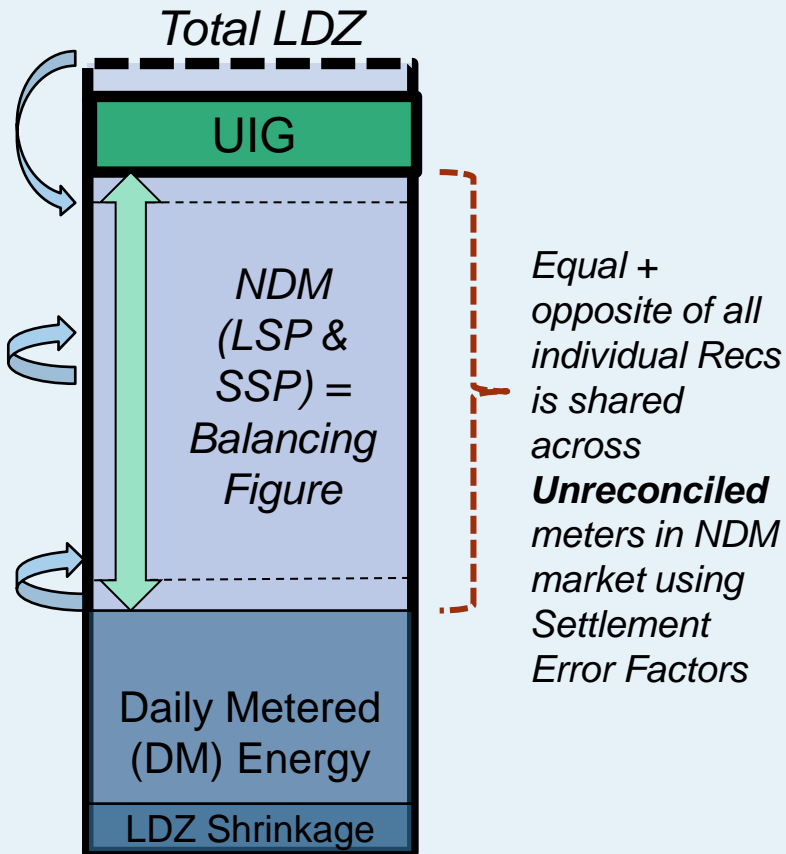 Total LDZ
UIG
NDM
(LSP &
SSP) =
Balancing
Figure
Equal +
opposite of all
individual Recs
is shared
across
Unreconciled
meters in NDM
market using
Settlement
Error Factors
Daily Metered
(DM) Energy
LDZ Shrinkage